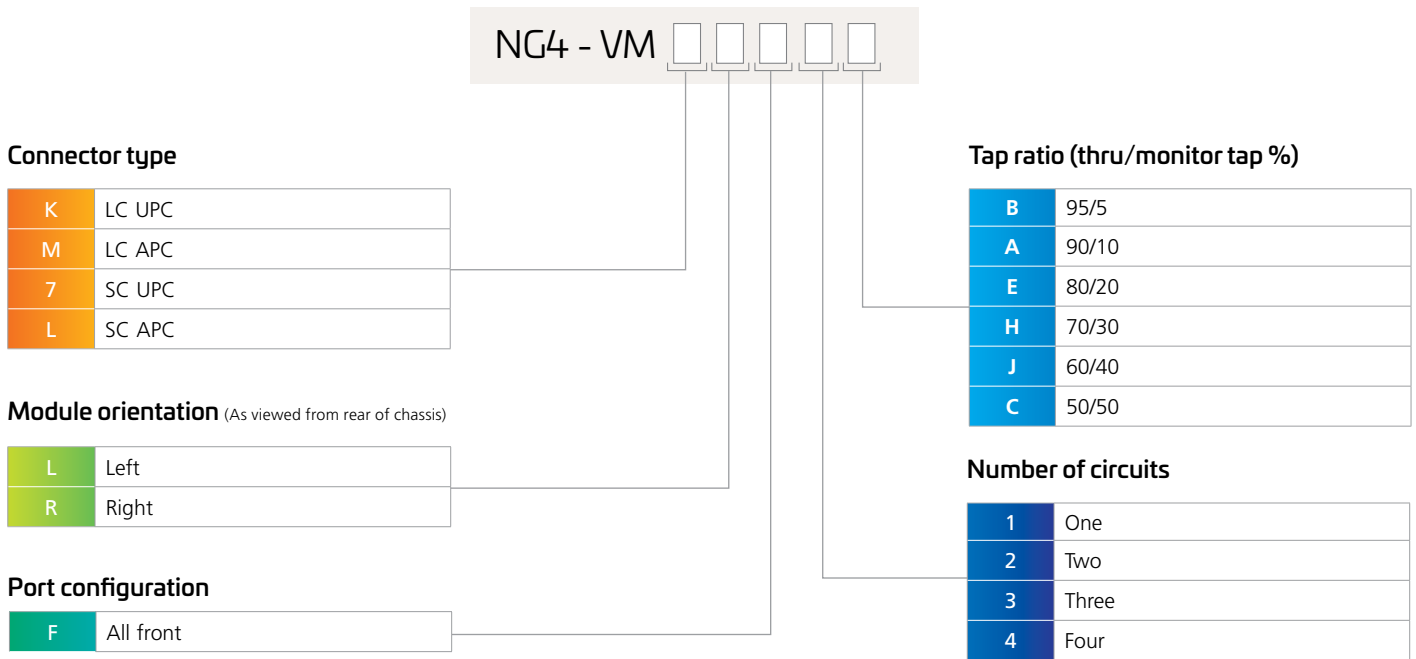 NG4 - VM
Connector type
K LC UPC
M LC APC
7 SC UPC
L SC APC
Module orientation (As viewed from rear of chassis)
L Left
R Right
Port configuration
F All front
Tap ratio (thru/monitor tap %)
B 95/5
A 90/10
E 80/20
H 70/30
J 60/40
C 50/50
Number of circuits
1 One
2 Two
3 Three
4 Four